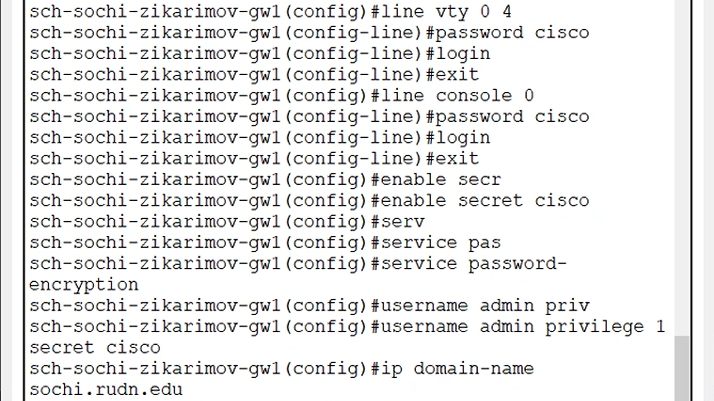 sch-sochi-zikarimov-gw1(config)#line vty 0 4
sch-sochi-zikarimov-gw1(config-line)#password cisco
sch-sochi-zikarimov-gw1(config-line)#login
sch-sochi-zikarimov-gw1(config-line)#exit
sch-sochi-zikarimov-gw1(config)#line console 0
sch-sochi-zikarimov-gw1(config-line)#password cisco
sch-sochi-zikarimov-gw1(config-line)#login
sch-sochi-zikarimov-gw1(config-line)#exit
sch-sochi-zikarimov-gw1(config)#enable secr
sch-sochi-zikarimov-gw1(config)#enable secret cisco
sch-sochi-zikarimov-gw1(config)#serv
sch-sochi-zikarimov-gw1(config)#service pas
sch-sochi-zikarimov-gw1(config)#service password-
encryption
sch-sochi-zikarimov-gw1(config)#username admin priv
sch-sochi-zikarimov-gw1(config)#username admin privilege 1
secret cisco
sch-sochi-zikarimov-gw1(config)#ip domain-name
sochi.rudn.edu